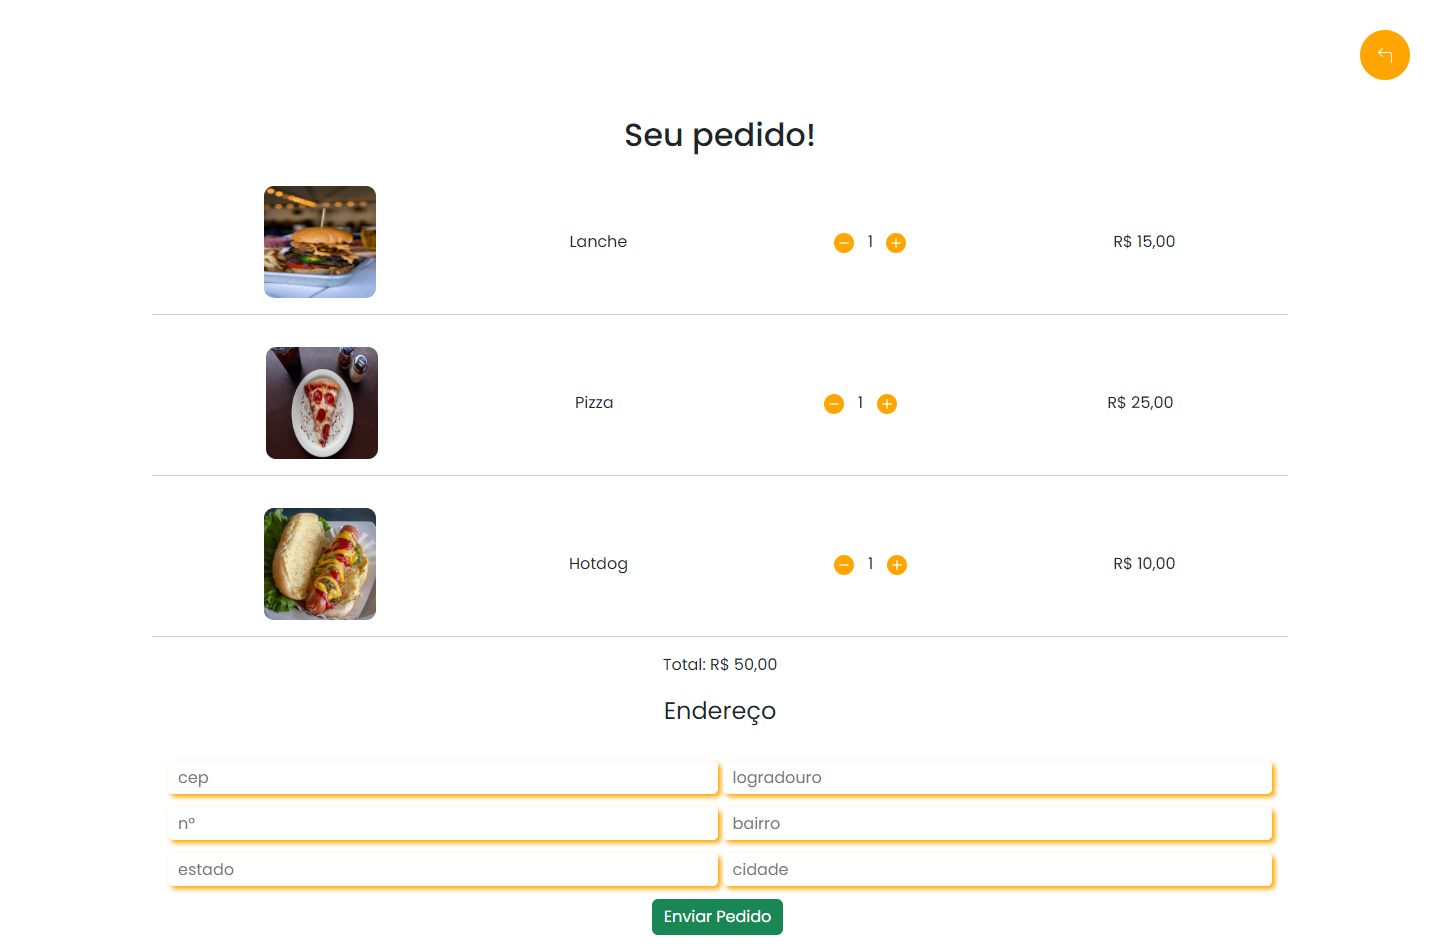 Seu pedido!
Lanche 1 R$ 15,00
Pizza 1 R$ 25,00
Hotdog 1 R$ 10,00
Total: R$ 50,00
Endereço
cep logradouro
nº bairro
estado cidade
Enviar Pedido